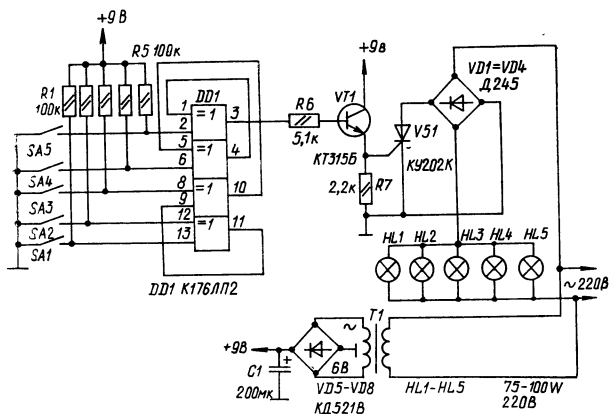 +9В
R1
100к
R5 100к
SA5
SA4
SA3
SA2
SA1
DD1
1
2
=1
3
5
6
=1
4
8
9
=1
10
12
13
=1
11
DD1 К176ЛП2
R6
5,1к
+9в
VT1
КТ315Б
2,2к
R7
VS1
КУ202К
VD1=VD4
Д245
HL1
HL2
HL3
HL4
HL5
~220В
+9В
C1
+
200мк
~
6В
T1
VD5-VD8
КД521В
HL1-HL5
75-100W
220В